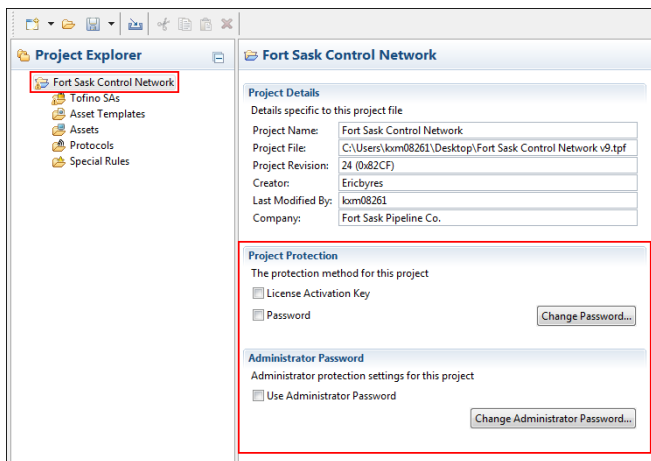 Project Explorer
Fort Sask Control Network
Tofino SAs
Asset Templates
Assets
Protocols
Special Rules
Fort Sask Control Network
Project Details
Details specific to this project file
Project Name: Fort Sask Control Network
Project File: C:\Users\kxm08261\Desktop\Fort Sask Control Network v9.tpf
Project Revision: 24 (0x82CF)
Creator: Ericbyres
Last Modified By: kxm08261
Company: Fort Sask Pipeline Co.
Project Protection
The protection method for this project
License Activation Key
Password Change Password...
Administrator Password
Administrator protection settings for this project
Use Administrator Password
Change Administrator Password...